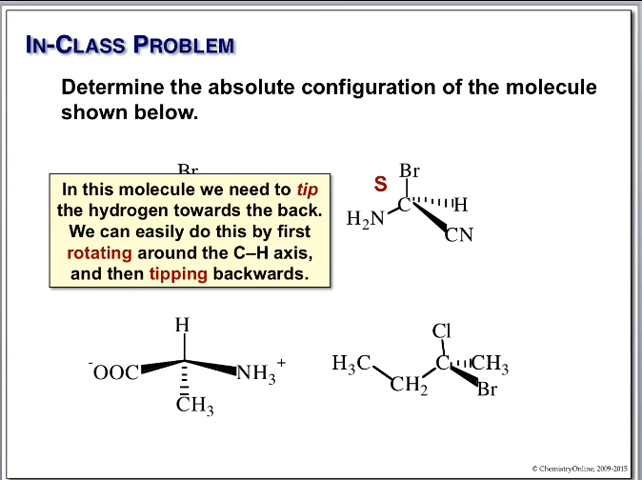 IN-CLASS PROBLEM
Determine the absolute configuration of the molecule
shown below.
Br
In this molecule we need to tip
the hydrogen towards the back.
We can easily do this by first
rotating around the C–H axis,
and then tipping backwards.
S
Br
H₂N
C
H
CN
H
⁻OOC
NH₃⁺
CH₃
Cl
H₃C
C
CH₃
CH₂
Br
© ChemistryOnline, 2009-2015